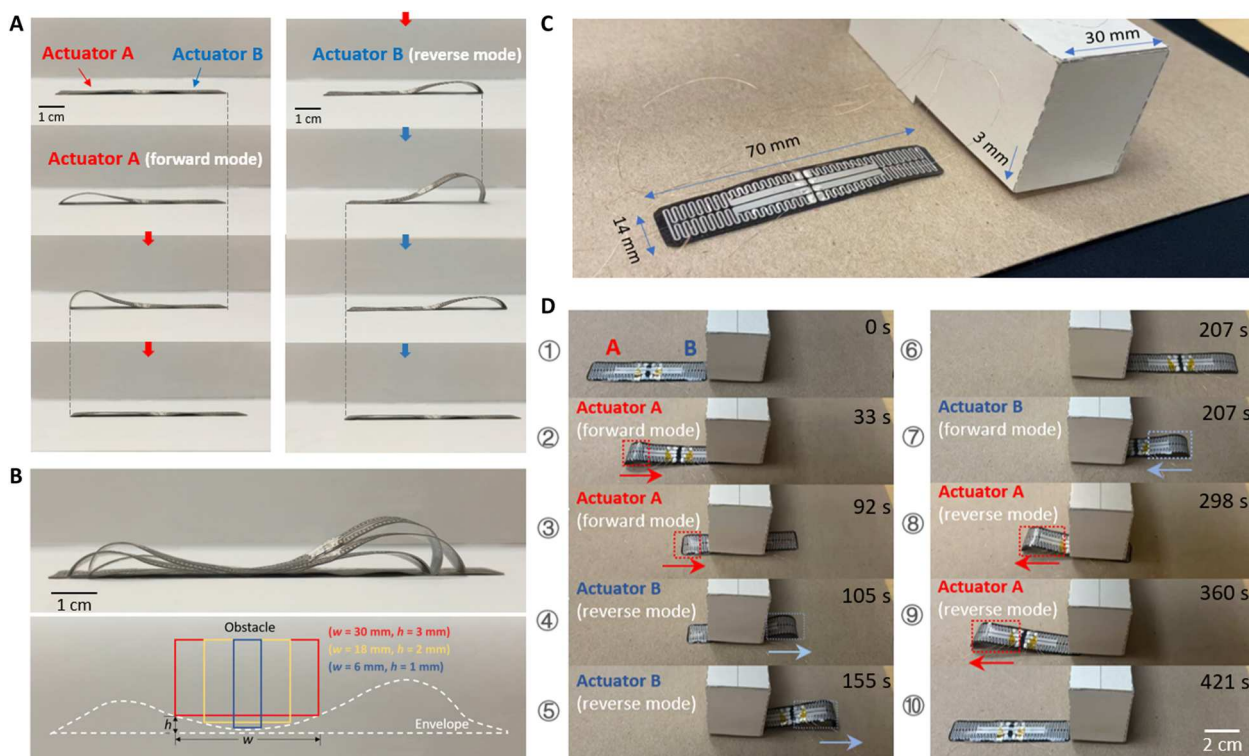 A
Actuator A
Actuator B
1 cm
Actuator A (forward mode)
Actuator B (reverse mode)
B
1 cm
Obstacle
(w = 30 mm, h = 3 mm)
(w = 18 mm, h = 2 mm)
(w = 6 mm, h = 1 mm)
Envelope
h
w
C
30 mm
3 mm
70 mm
14 mm
D
①
A
B
0 s
②
Actuator A
(forward mode)
33 s
③
Actuator A
(forward mode)
92 s
④
Actuator B
(reverse mode)
105 s
⑤
Actuator B
(reverse mode)
155 s
⑥
207 s
⑦
Actuator B
(forward mode)
207 s
⑧
Actuator A
(reverse mode)
298 s
⑨
Actuator A
(reverse mode)
360 s
⑩
421 s
2 cm